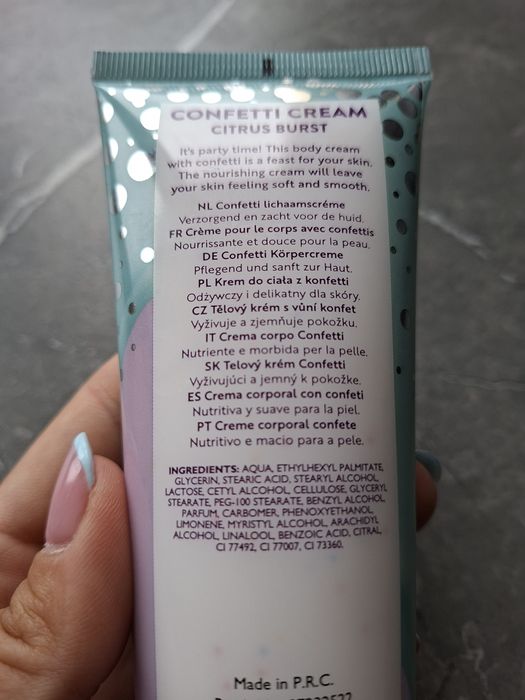 CONFETTI CREAM
CITRUS BURST
It's party time! This body cream
with confetti is a feast for your skin.
The nourishing cream will leave
your skin feeling soft and smooth.
NL Confetti lichaamscréme
Verzorgend en zacht voor de huid.
FR Crème pour le corps avec confettis
Nourrissante et douce pour la peau.
DE Confetti Körpercreme
Pflegend und sanft zur Haut.
PL Krem do ciała z konfetti
Odżywczy i delikatny dla skóry.
CZ Tělový krém s vůní konfet
Vyživuje a zjemňuje pokožku.
IT Crema corpo Confetti
Nutriente e morbida per la pelle.
SK Telový krém Confetti
Vyživujúci a jemný k pokožke.
ES Crema corporal con confeti
Nutritiva y suave para la piel.
PT Creme corporal confete
Nutritivo e macio para a pele.
INGREDIENTS: AQUA, ETHYLHEXYL PALMITATE,
GLYCERIN, STEARIC ACID, STEARYL ALCOHOL,
LACTOSE, CETYL ALCOHOL, CELLULOSE, GLYCERYL
STEARATE, PEG-100 STEARATE, BENZYL ALCOHOL,
PARFUM, CARBOMER, PHENOXYETHANOL,
LIMONENE, MYRISTYL ALCOHOL, ARACHIDYL
ALCOHOL, LINALOOL, BENZOIC ACID, CITRAL,
CI 77492, CI 77007, CI 73360.
Made in P.R.C.